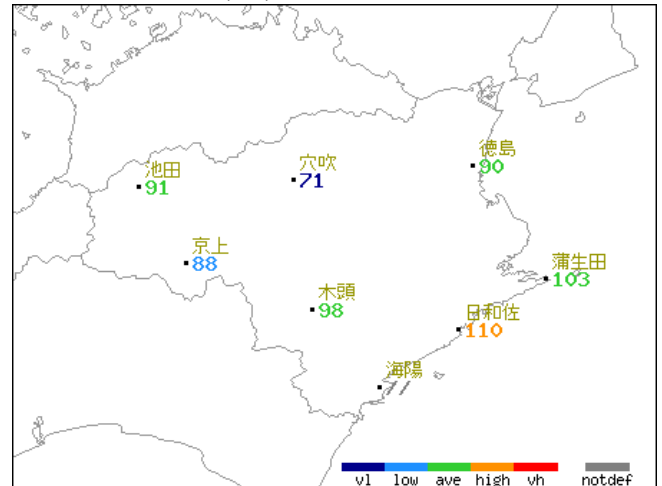 徳島
90
穴吹
71
池田
91
京上
88
蒲生田
103
木頭
98
日和佐
110
海陽
//
vl low ave high vh notdef